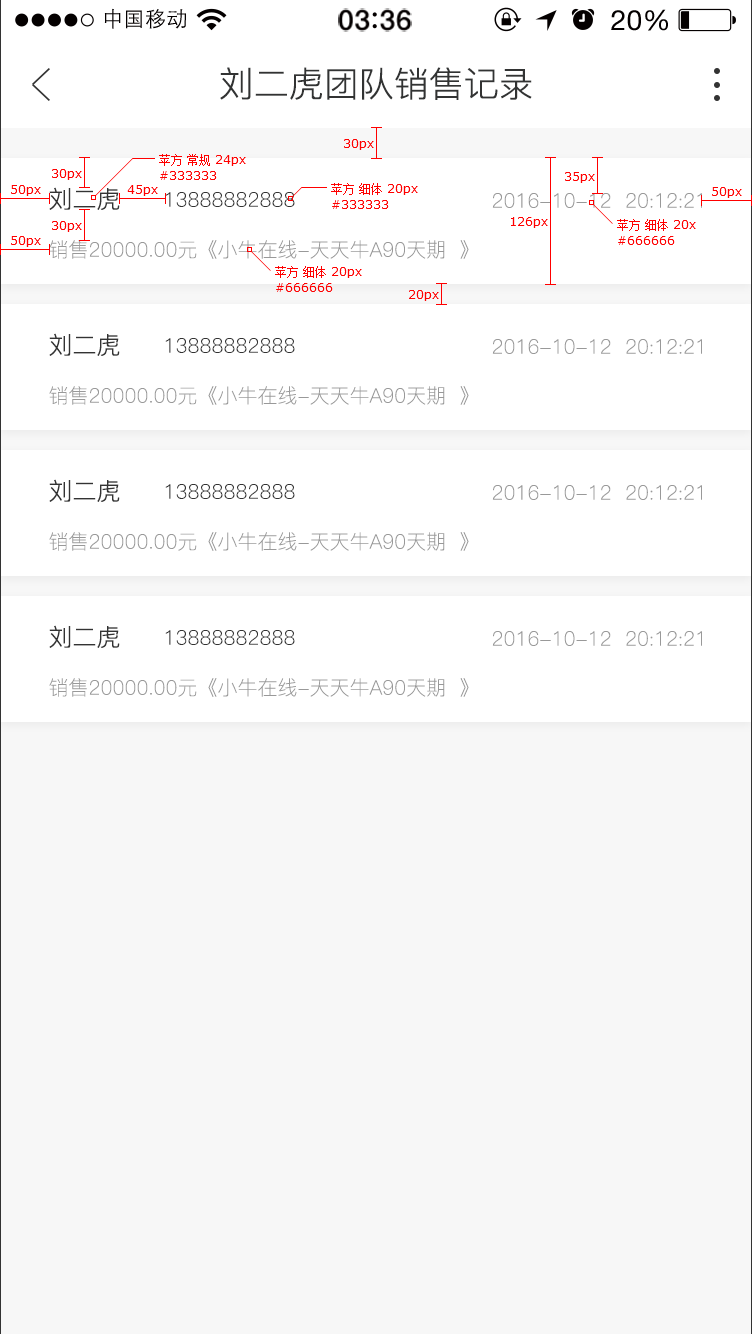 中国移动 03:36 20%
刘二虎团队销售记录
30px
30px 苹方 常规 24px
#333333
35px
50px 刘二虎 45px 13888882888 苹方 细体 20px
#333333
2016-10-12 20:12:21 50px
126px
30px
苹方 细体 20x
#666666
50px 销售20000.00元《小牛在线-天天牛A90天期 》
苹方 细体 20px
#666666
20px
刘二虎 13888882888 2016-10-12 20:12:21
销售20000.00元《小牛在线-天天牛A90天期 》
刘二虎 13888882888 2016-10-12 20:12:21
销售20000.00元《小牛在线-天天牛A90天期 》
刘二虎 13888882888 2016-10-12 20:12:21
销售20000.00元《小牛在线-天天牛A90天期 》